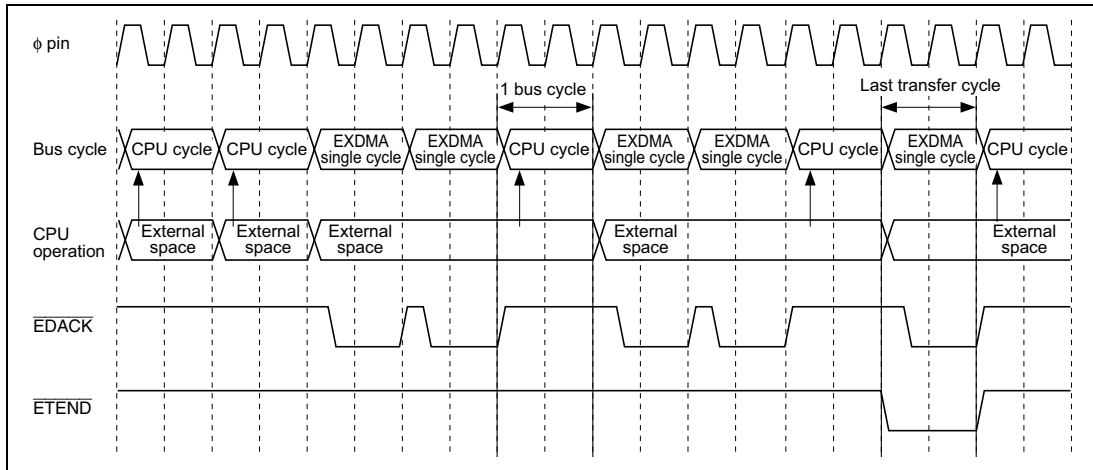 φ pin
1 bus cycle
Last transfer cycle
Bus cycle
CPU cycle
CPU cycle
EXDMA
single cycle
EXDMA
single cycle
CPU cycle
EXDMA
single cycle
EXDMA
single cycle
CPU cycle
EXDMA
single cycle
CPU cycle
CPU
operation
External
space
External
space
External
space
External
space
External
space
EDACK
ETEND